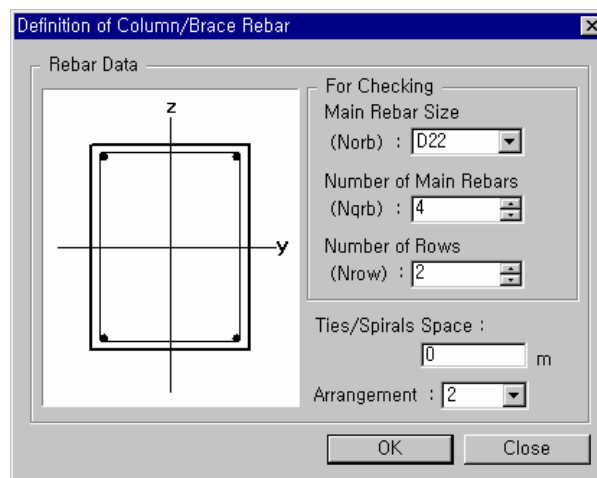 Definition of Column/Brace Rebar
Rebar Data
z
y
For Checking
Main Rebar Size
(Norb) : D22
Number of Main Rebars
(Nqrb) : 4
Number of Rows
(Nrow) : 2
Ties/Spirals Space :
0 m
Arrangement : 2
OK Close